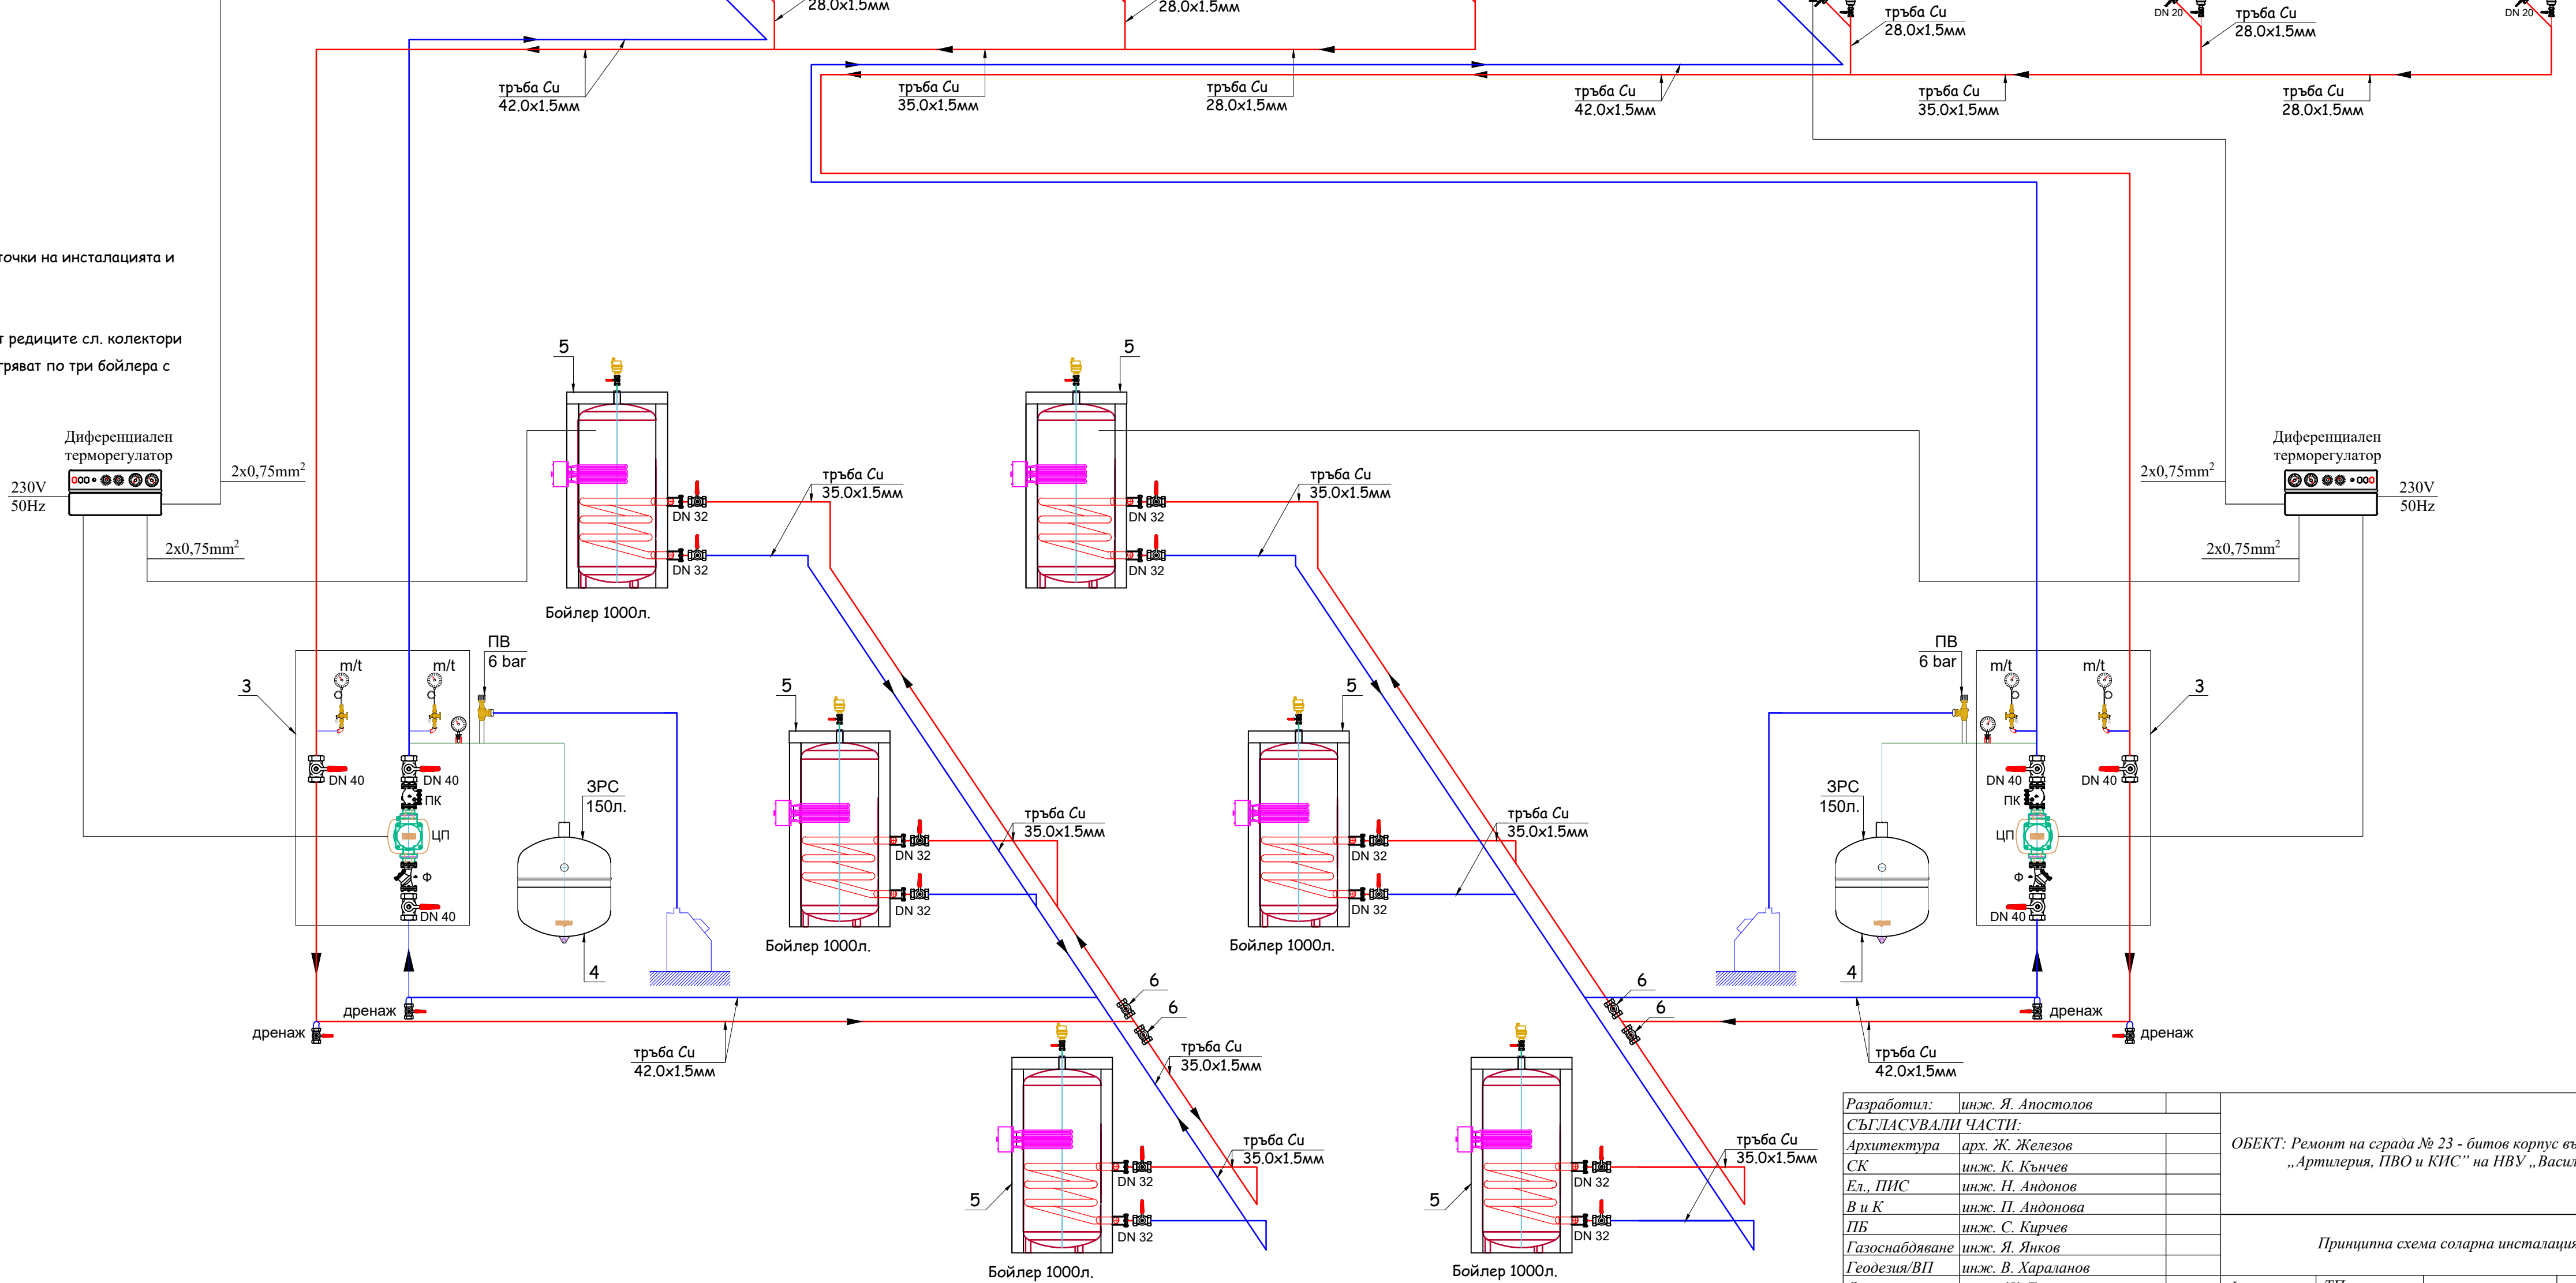 28.0x1.5мм
28.0x1.5мм
тръба Cu
28.0x1.5мм
DN 20
тръба Cu
28.0x1.5мм
DN 20
тръба Cu
42.0x1.5мм
тръба Cu
35.0x1.5мм
тръба Cu
28.0x1.5мм
тръба Cu
42.0x1.5мм
тръба Cu
35.0x1.5мм
тръба Cu
28.0x1.5мм
точки на инсталацията и
т редиците сл. колектори
гряват по три бойлера с
5
5
Диференциален
терморегулатор
230V
50Hz
2x0,75mm²
2x0,75mm²
тръба Cu
35.0x1.5мм
DN 32
DN 32
Бойлер 1000л.
тръба Cu
35.0x1.5мм
DN 32
DN 32
Диференциален
терморегулатор
2x0,75mm²
230V
50Hz
2x0,75mm²
3
m/t
m/t
ПВ
6 bar
DN 40
DN 40
ПК
ЦП
Ф
DN 40
ЗРС
150л.
4
5
тръба Cu
35.0x1.5мм
DN 32
DN 32
Бойлер 1000л.
5
тръба Cu
35.0x1.5мм
DN 32
DN 32
Бойлер 1000л.
ПВ
6 bar
m/t
m/t
3
DN 40
DN 40
ПК
ЦП
Ф
DN 40
ЗРС
150л.
4
дренаж
дренаж
6
6
6
6
дренаж
дренаж
тръба Cu
42.0x1.5мм
тръба Cu
35.0x1.5мм
тръба Cu
42.0x1.5мм
5
тръба Cu
35.0x1.5мм
DN 32
DN 32
Бойлер 1000л.
5
тръба Cu
35.0x1.5мм
DN 32
DN 32
Бойлер 1000л.
Разработил: инж. Я. Апостолов
СЪГЛАСУВАЛИ ЧАСТИ:
Архитектура арх. Ж. Железов
СК инж. К. Кънчев
Ел., ПИС инж. Н. Андонов
В и К инж. П. Андонова
ПБ инж. С. Кирчев
Газоснабдяване инж. Я. Янков
Геодезия/ВП инж. В. Хараланов
ОБЕКТ: Ремонт на сграда № 23 - битов корпус въ
„Артилерия, ПВО и КИС” на НВУ „Васил
Принципна схема соларна инсталация